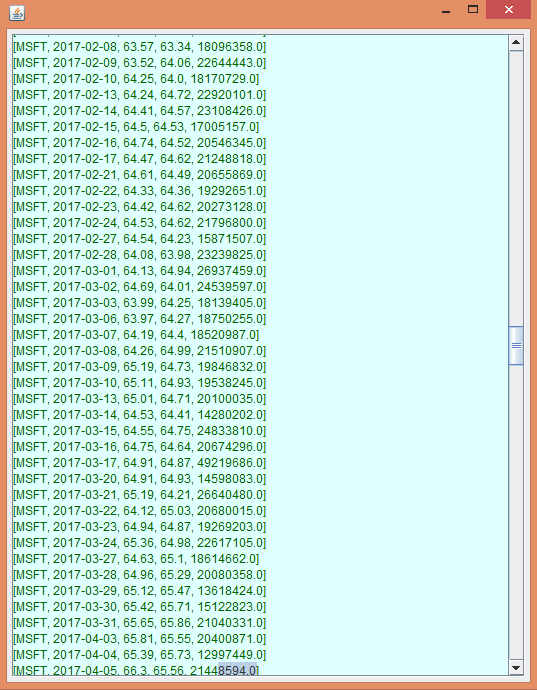 [MSFT, 2017-02-08, 63.57, 63.34, 18096358.0]
[MSFT, 2017-02-09, 63.52, 64.06, 22644443.0]
[MSFT, 2017-02-10, 64.25, 64.0, 18170729.0]
[MSFT, 2017-02-13, 64.24, 64.72, 22920101.0]
[MSFT, 2017-02-14, 64.41, 64.57, 23108426.0]
[MSFT, 2017-02-15, 64.5, 64.53, 17005157.0]
[MSFT, 2017-02-16, 64.74, 64.52, 20546345.0]
[MSFT, 2017-02-17, 64.47, 64.62, 21248818.0]
[MSFT, 2017-02-21, 64.61, 64.49, 20655869.0]
[MSFT, 2017-02-22, 64.33, 64.36, 19292651.0]
[MSFT, 2017-02-23, 64.42, 64.62, 20273128.0]
[MSFT, 2017-02-24, 64.53, 64.62, 21796800.0]
[MSFT, 2017-02-27, 64.54, 64.23, 15871507.0]
[MSFT, 2017-02-28, 64.08, 63.98, 23239825.0]
[MSFT, 2017-03-01, 64.13, 64.94, 26937459.0]
[MSFT, 2017-03-02, 64.69, 64.01, 24539597.0]
[MSFT, 2017-03-03, 63.99, 64.25, 18139405.0]
[MSFT, 2017-03-06, 63.97, 64.27, 18750255.0]
[MSFT, 2017-03-07, 64.19, 64.4, 18520987.0]
[MSFT, 2017-03-08, 64.26, 64.99, 21510907.0]
[MSFT, 2017-03-09, 65.19, 64.73, 19846832.0]
[MSFT, 2017-03-10, 65.11, 64.93, 19538245.0]
[MSFT, 2017-03-13, 65.01, 64.71, 20100035.0]
[MSFT, 2017-03-14, 64.53, 64.41, 14280202.0]
[MSFT, 2017-03-15, 64.55, 64.75, 24833810.0]
[MSFT, 2017-03-16, 64.75, 64.64, 20674296.0]
[MSFT, 2017-03-17, 64.91, 64.87, 49219686.0]
[MSFT, 2017-03-20, 64.91, 64.93, 14598083.0]
[MSFT, 2017-03-21, 65.19, 64.21, 26640480.0]
[MSFT, 2017-03-22, 64.12, 65.03, 20680015.0]
[MSFT, 2017-03-23, 64.94, 64.87, 19269203.0]
[MSFT, 2017-03-24, 65.36, 64.98, 22617105.0]
[MSFT, 2017-03-27, 64.63, 65.1, 18614662.0]
[MSFT, 2017-03-28, 64.96, 65.29, 20080358.0]
[MSFT, 2017-03-29, 65.12, 65.47, 13618424.0]
[MSFT, 2017-03-30, 65.42, 65.71, 15122823.0]
[MSFT, 2017-03-31, 65.65, 65.86, 21040331.0]
[MSFT, 2017-04-03, 65.81, 65.55, 20400871.0]
[MSFT, 2017-04-04, 65.39, 65.73, 12997449.0]
[MSFT, 2017-04-05, 66.3, 65.56, 21448594.0]